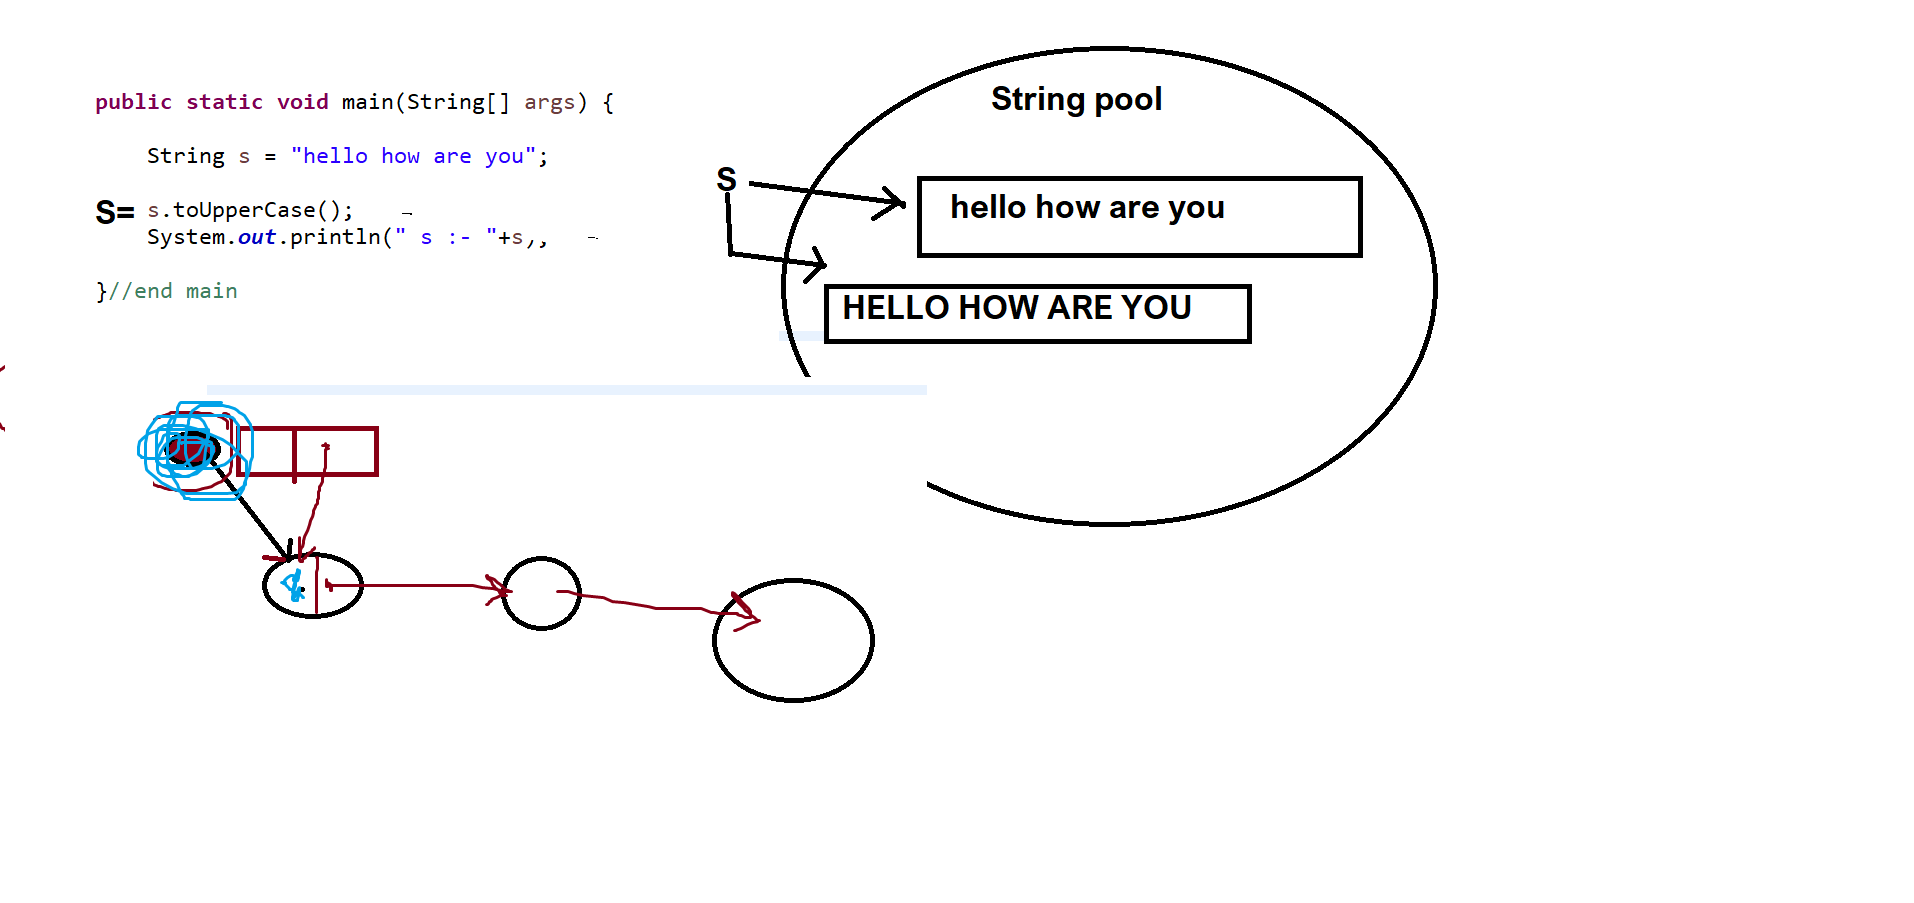 public static void main(String[] args) {
String s = "hello how are you";
S= s.toUpperCase();
System.out.println(" s :- "+s,,
}//end main
String pool
S
hello how are you
HELLO HOW ARE YOU